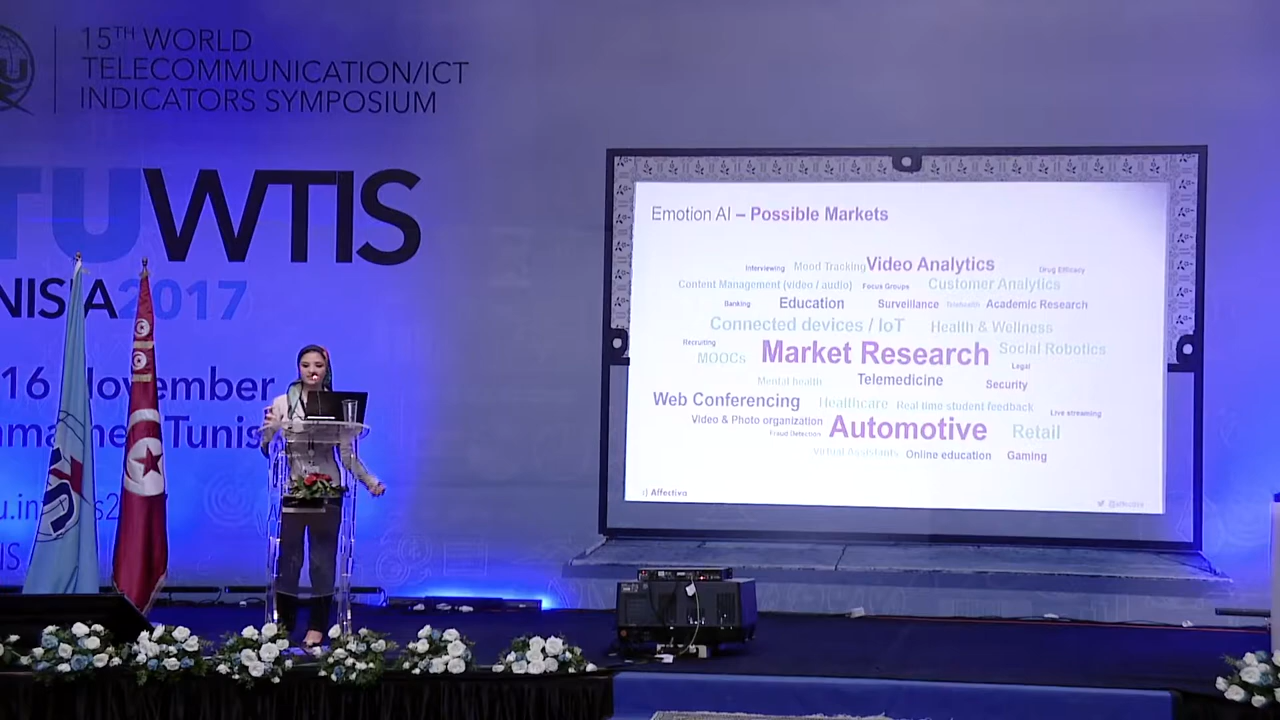 15TH WORLD
TELECOMMUNICATION/ICT
INDICATORS SYMPOSIUM
TUWTIS
NISIA2017
16 November
Tunis
Emotion AI – Possible Markets
Interviewing Mood Tracking Video Analytics Drug Efficacy
Content Management (video / audio) Focus Groups Customer Analytics
Banking Education Surveillance Telehealth Academic Research
Connected devices / IoT Health & Wellness
Recruiting
MOOCs Market Research Social Robotics
Legal
Mental health Telemedicine Security
Web Conferencing Healthcare Real time student feedback Live streaming
Video & Photo organization Automotive Retail
Fraud Detection
Virtual Assistants Online education Gaming
Affectiva
@affectiva